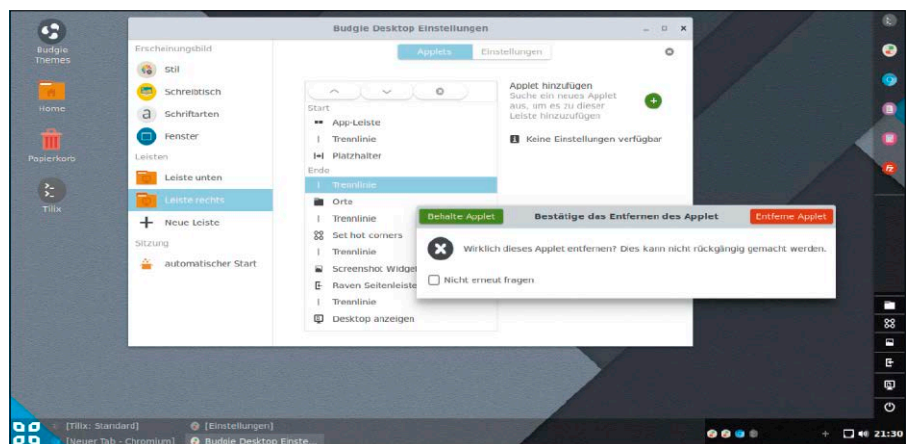 Budgie Themes
Home
Papierkorb
Tilix
Budgie Desktop Einstellungen
Erscheinungsbild
Stil
Schreibtisch
Schriftarten
Fenster
Leisten
Leiste unten
Leiste rechts
Neue Leiste
Sitzung
automatischer Start
Applets
Einstellungen
Start
App-Leiste
Trennlinie
Platzhalter
Ende
Trennlinie
Orte
Trennlinie
Set hot corners
Trennlinie
Screenshot Widget
Raven Seitenleiste
Trennlinie
Desktop anzeigen
Applet hinzufügen
Suche ein neues Applet
aus, um es zu dieser
Leiste hinzuzufügen
Keine Einstellungen verfügbar
Behalte Applet
Bestätige das Entfernen des Applet
Entferne Applet
Wirklich dieses Applet entfernen? Dies kann nicht rückgängig gemacht werden.
Nicht erneut fragen
[Tilix: Standard]
[Einstellungen]
[Neuer Tab - Chromium]
Budgie Desktop Einste...
21:30